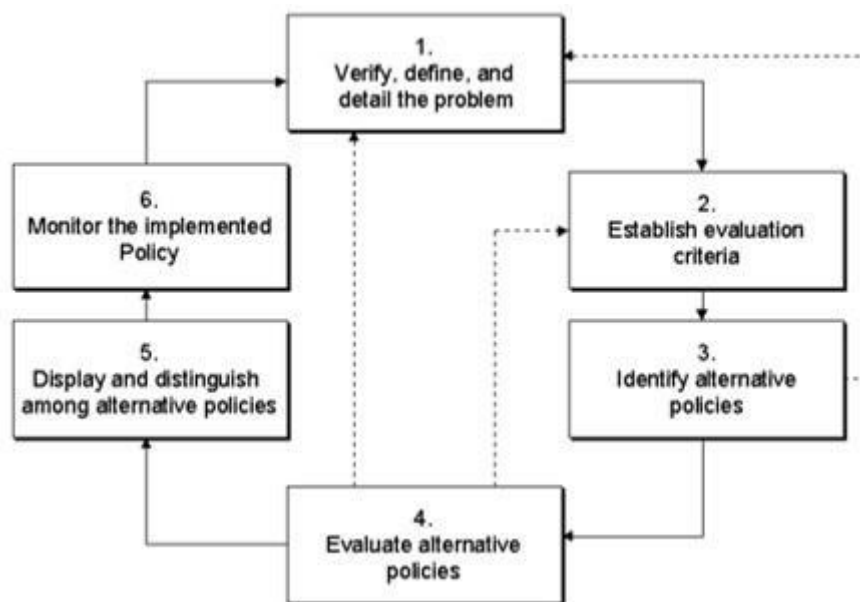 1.
Verify, define, and
detail the problem
2.
Establish evaluation
criteria
3.
Identify alternative
policies
4.
Evaluate alternative
policies
5.
Display and distinguish
among alternative policies
6.
Monitor the implemented
Policy